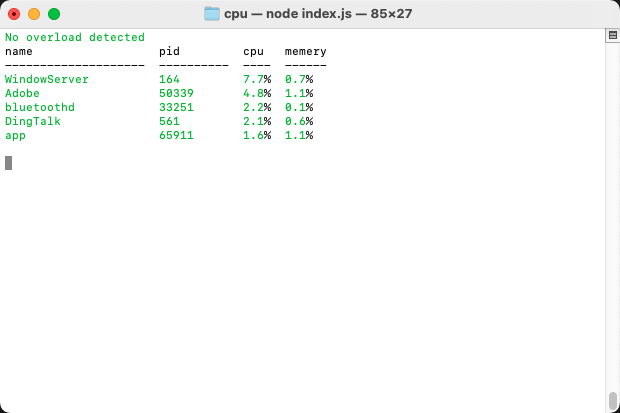 cpu — node index.js — 85×27
No overload detected
name pid cpu memery
-------------------- ---------- ---- ------
WindowServer 164 7.7% 0.7%
Adobe 50339 4.8% 1.1%
bluetoothd 33251 2.2% 0.1%
DingTalk 561 2.1% 0.6%
app 65911 1.6% 1.1%